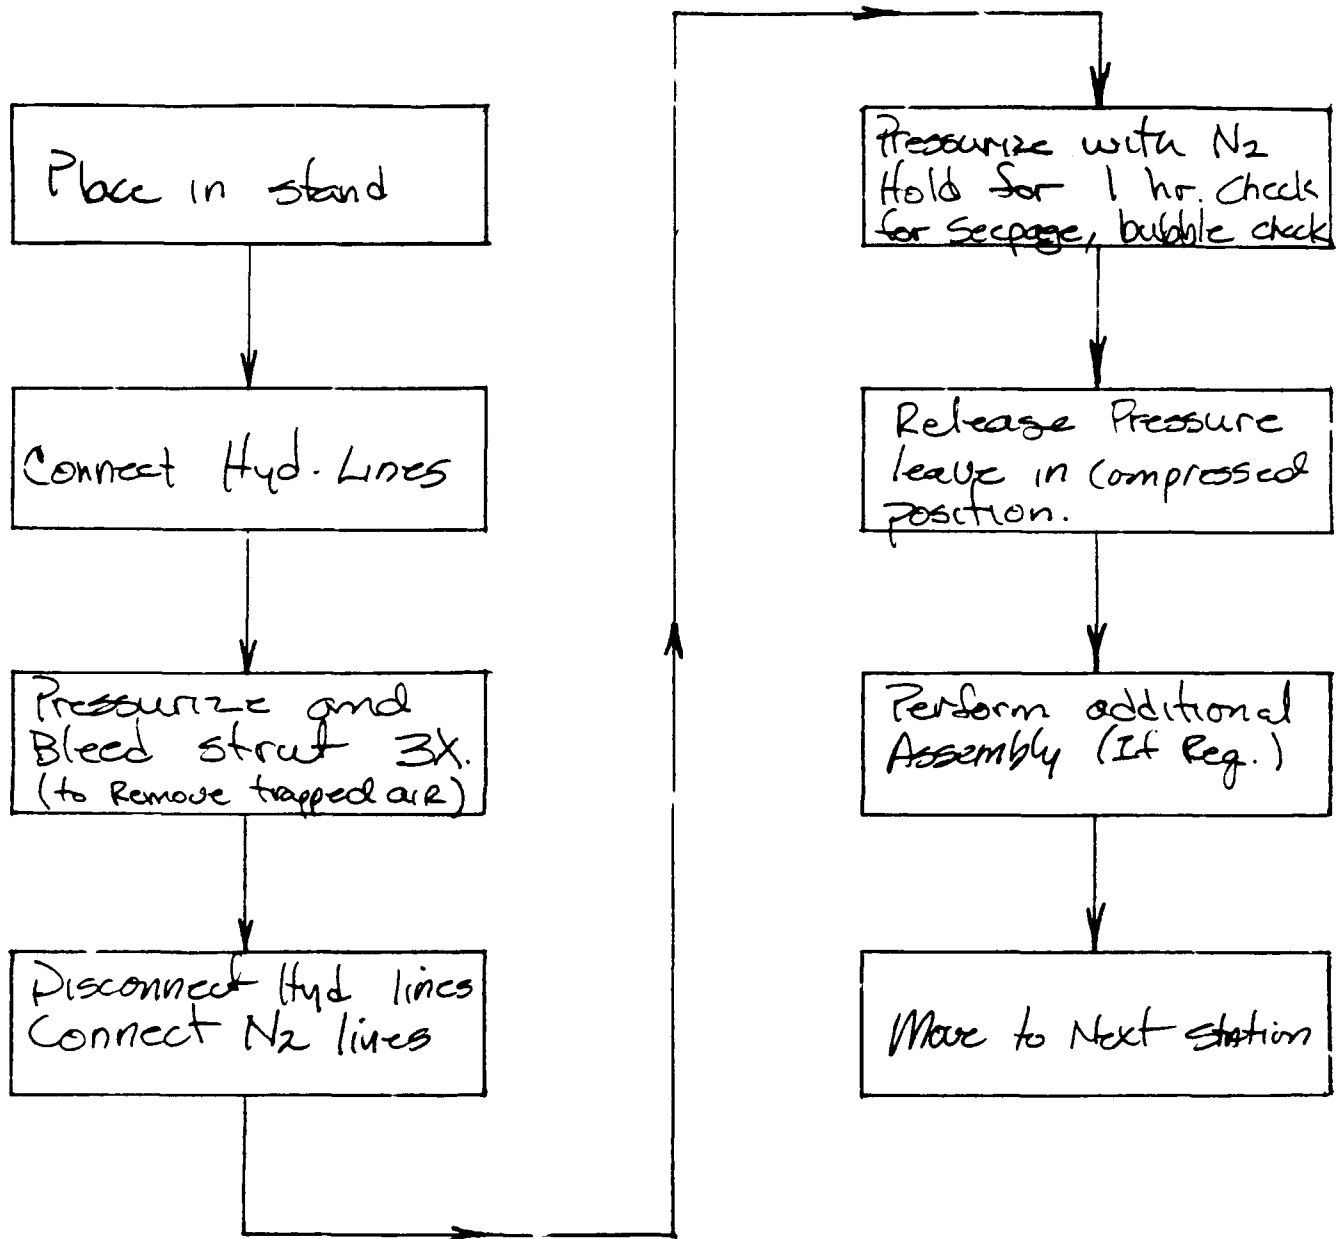 Place in stand
Connect Hyd. Lines
Pressurize and
Bleed strut 3X.
(to Remove trapped aiR)
Disconnect Hyd lines
Connect N2 lines
Pressurize with N2
Hold for 1 hr. Check
for seepage, bubble check
Release Pressure
leave in compressed
position.
Perform additional
Assembly (If Req.)
Move to Next station